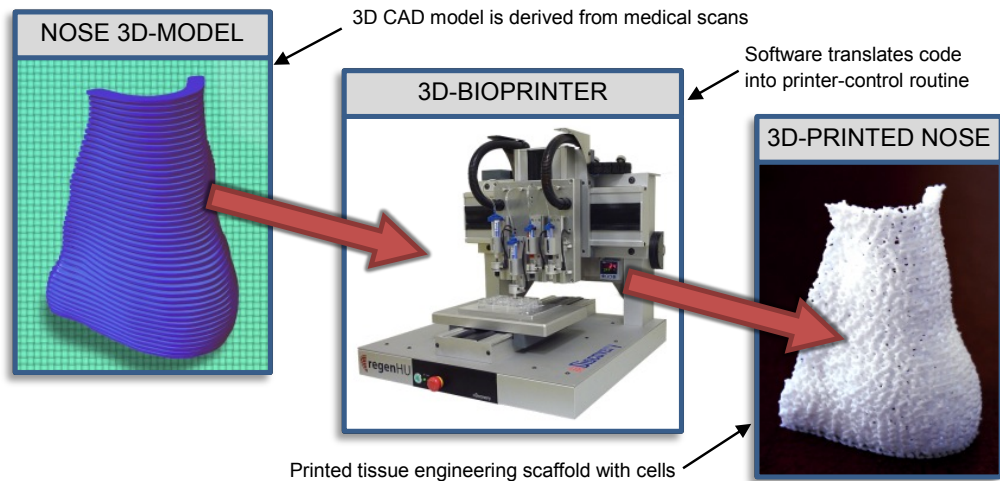 NOSE 3D-MODEL
3D CAD model is derived from medical scans
Software translates code
into printer-control routine
3D-BIOPRINTER
3D-PRINTED NOSE
regenHU
Discovery
Printed tissue engineering scaffold with cells